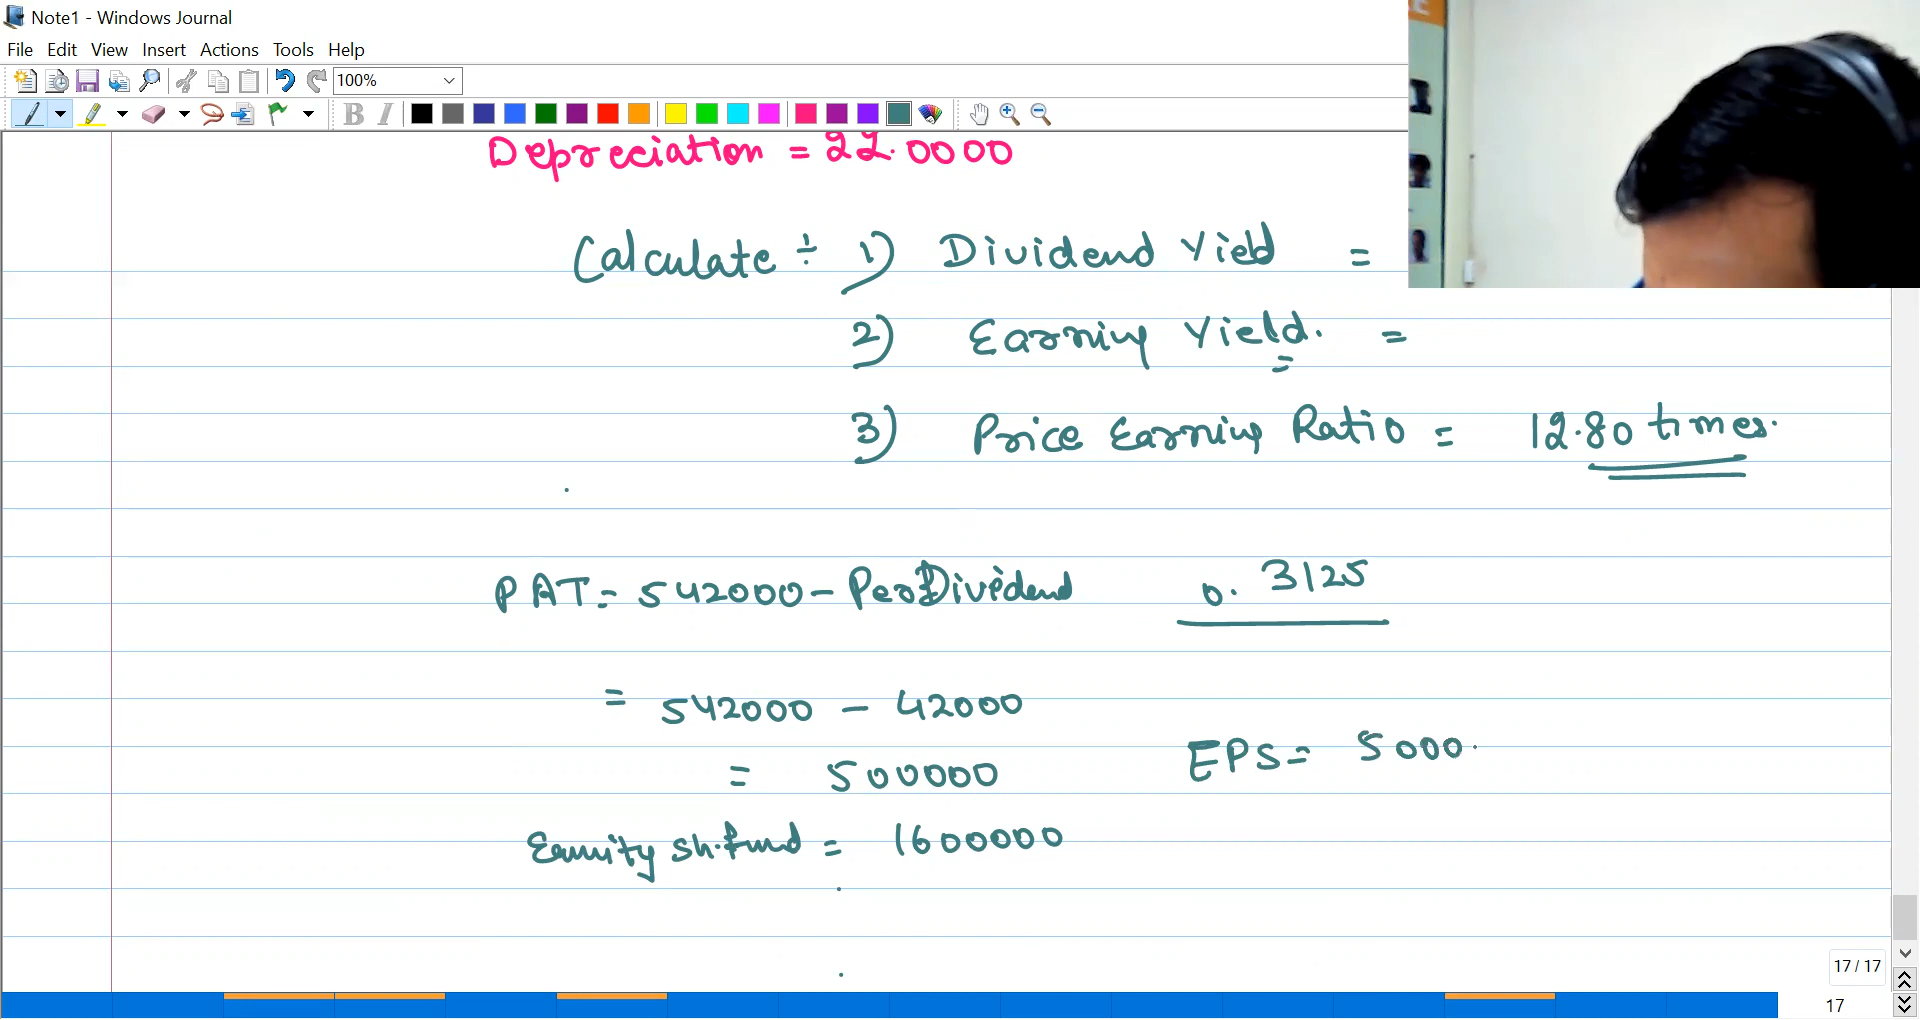 Note1 - Windows Journal
File Edit View Insert Actions Tools Help
100%
B I
Depreciation = 22.0000
Calculate ÷ 1) Dividend Yield =
2) Earning Yield. =
3) Price Earning Ratio = 12.80 times.
PAT = 542000 - Dividend 0.3125
= 542000 - 42000
= 500000
EPS = 5000
Equity sh. fund = 1600000
17 / 17
17